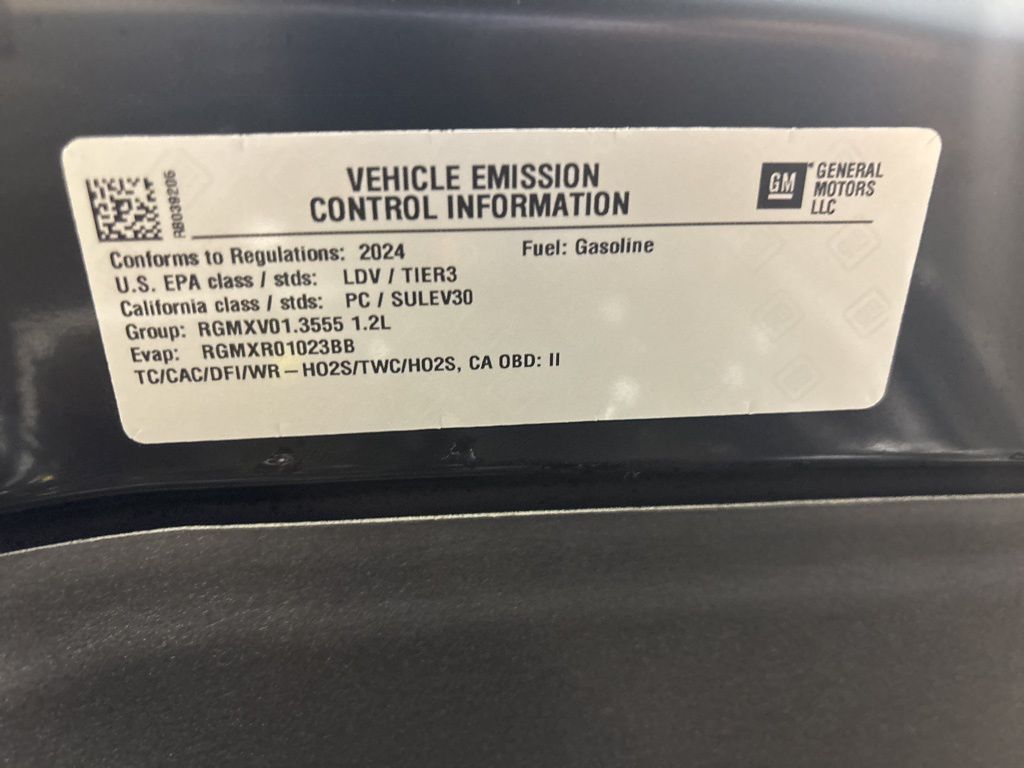 VEHICLE EMISSION
CONTROL INFORMATION
GM
GENERAL
MOTORS
LLC
R8039206
Conforms to Regulations: 2024 Fuel: Gasoline
U.S. EPA class / stds: LDV / TIER3
California class / stds: PC / SULEV30
Group: RGMXV01.3555 1.2L
Evap: RGMXR01023BB
TC/CAC/DFI/WR – HO2S/TWC/HO2S, CA OBD: II